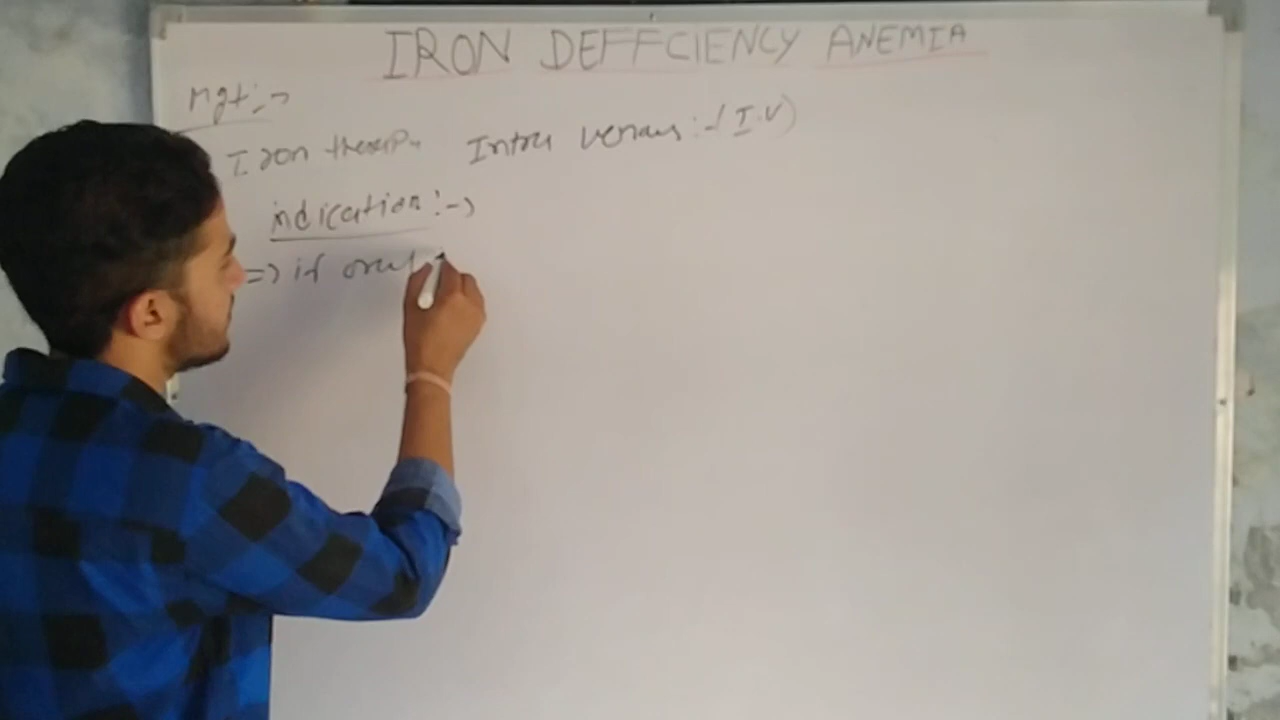 IRON DEFFCIENCY ANEMIA
Mgt:->
Iron therapy Intra venous:-(I.V)
indication:->
=> if oral